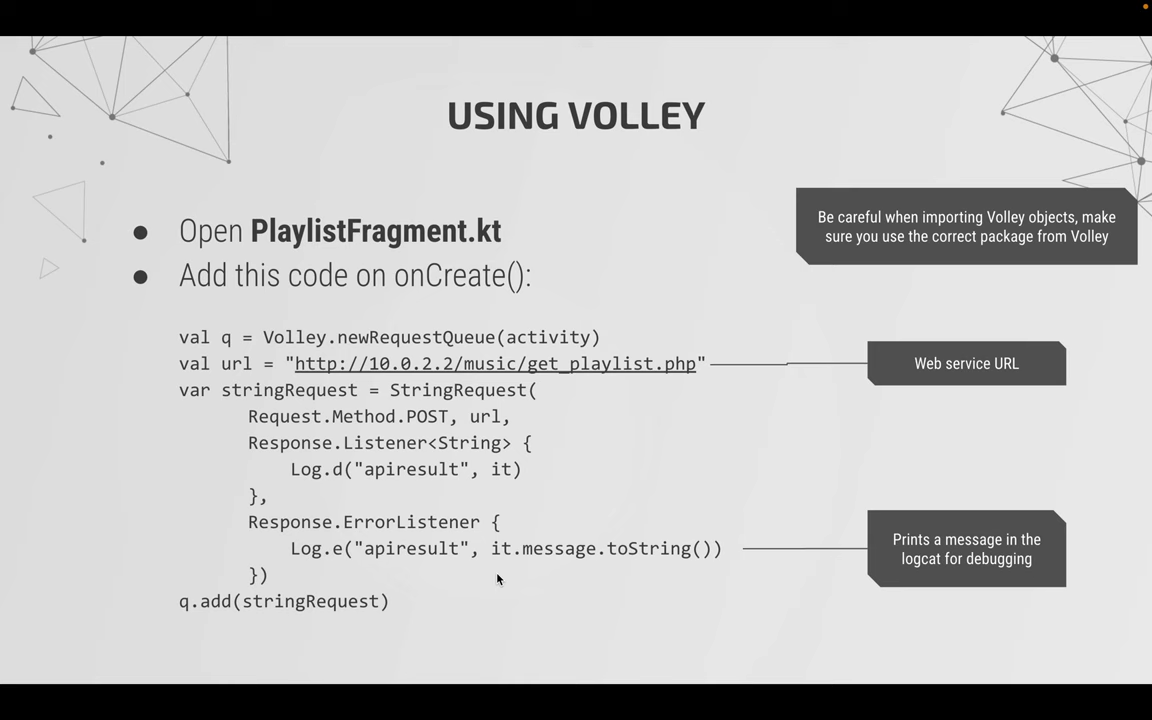 USING VOLLEY
Be careful when importing Volley objects, make
sure you use the correct package from Volley
● Open PlaylistFragment.kt
● Add this code on onCreate():
val q = Volley.newRequestQueue(activity)
val url = "http://10.0.2.2/music/get_playlist.php"
Web service URL
var stringRequest = StringRequest(
Request.Method.POST, url,
Response.Listener<String> {
Log.d("apiresult", it)
},
Response.ErrorListener {
Log.e("apiresult", it.message.toString())
Prints a message in the
logcat for debugging
})
q.add(stringRequest)